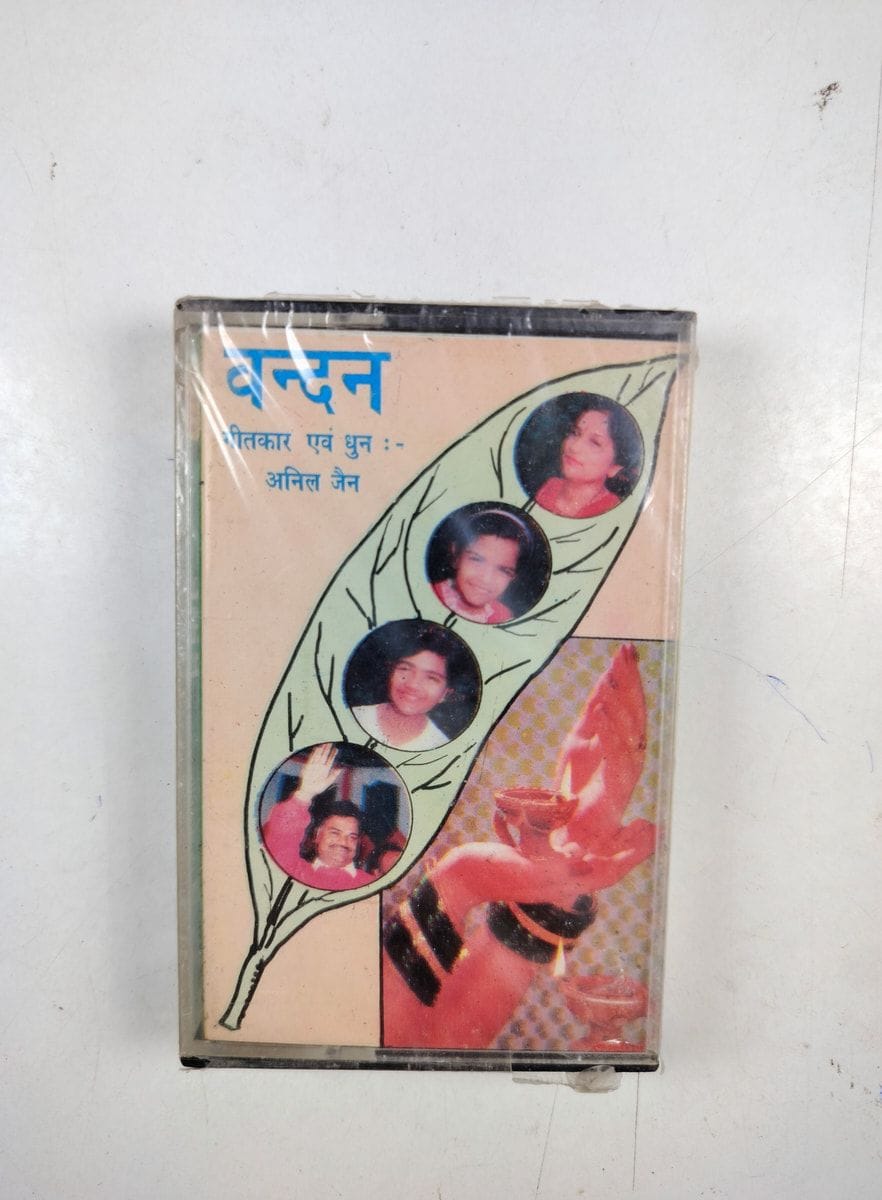 वन्दन
गीतकार एवं धुन :-
अनिल जैन